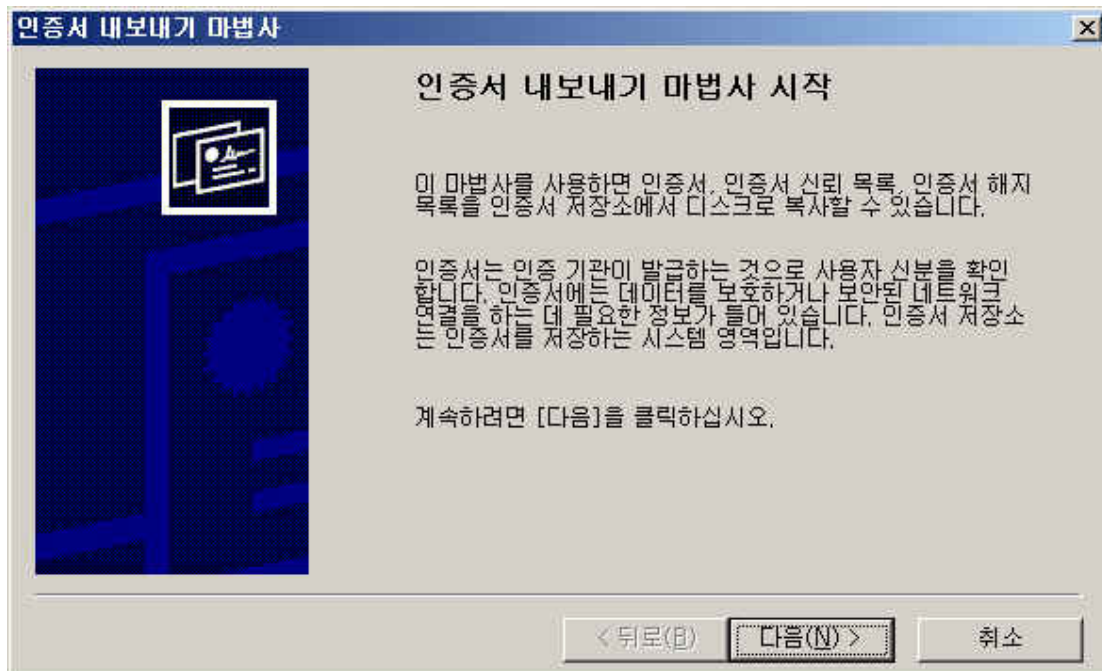 인증서 내보내기 마법사
인증서 내보내기 마법사 시작
이 마법사를 사용하면 인증서, 인증서 신뢰 목록, 인증서 해지
목록을 인증서 저장소에서 디스크로 복사할 수 있습니다.
인증서는 인증 기관이 발급하는 것으로 사용자 신분을 확인
합니다. 인증서에는 데이터를 보호하거나 보안된 네트워크
연결을 하는 데 필요한 정보가 들어 있습니다. 인증서 저장소
는 인증서를 저장하는 시스템 영역입니다.
계속하려면 [다음]을 클릭하십시오.
< 뒤로(B) 다음(N) > 취소